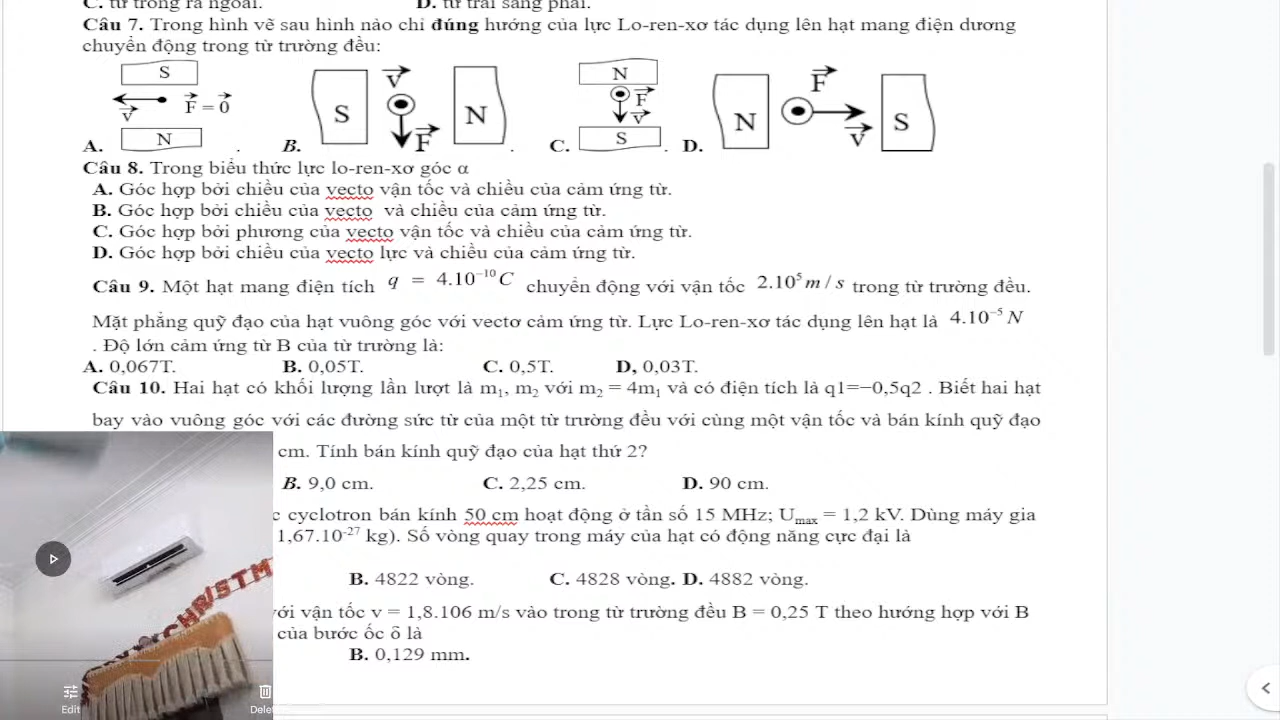 C. từ trong ra ngoài. D. từ trái sang phải.
Câu 7. Trong hình vẽ sau hình nào chỉ đúng hướng của lực Lo-ren-xơ tác dụng lên hạt mang điện dương
chuyển động trong từ trường đều:
S v F = 0 N A.
S v F N B.
N F v S C.
N F v S D.
Câu 8. Trong biểu thức lực lo-ren-xơ góc α
A. Góc hợp bởi chiều của vecto vận tốc và chiều của cảm ứng từ.
B. Góc hợp bởi chiều của vecto và chiều của cảm ứng từ.
C. Góc hợp bởi phương của vecto vận tốc và chiều của cảm ứng từ.
D. Góc hợp bởi chiều của vecto lực và chiều của cảm ứng từ.
Câu 9. Một hạt mang điện tích q = 4.10⁻¹⁰C chuyển động với vận tốc 2.10⁵ m/s trong từ trường đều.
Mặt phẳng quỹ đạo của hạt vuông góc với vectơ cảm ứng từ. Lực Lo-ren-xơ tác dụng lên hạt là 4.10⁻⁵ N
. Độ lớn cảm ứng từ B của từ trường là:
A. 0,067T. B. 0,05T. C. 0,5T. D, 0,03T.
Câu 10. Hai hạt có khối lượng lần lượt là m₁, m₂ với m₂ = 4m₁ và có điện tích là q1=−0,5q2 . Biết hai hạt
bay vào vuông góc với các đường sức từ của một từ trường đều với cùng một vận tốc và bán kính quỹ đạo
cm. Tính bán kính quỹ đạo của hạt thứ 2?
B. 9,0 cm. C. 2,25 cm. D. 90 cm.
c cyclotron bán kính 50 cm hoạt động ở tần số 15 MHz; Umax = 1,2 kV. Dùng máy gia
1,67.10⁻²⁷ kg). Số vòng quay trong máy của hạt có động năng cực đại là
B. 4822 vòng. C. 4828 vòng. D. 4882 vòng.
với vận tốc v = 1,8.106 m/s vào trong từ trường đều B = 0,25 T theo hướng hợp với B
của bước ốc δ là
B. 0,129 mm.
CHRISTM
Edit Delet